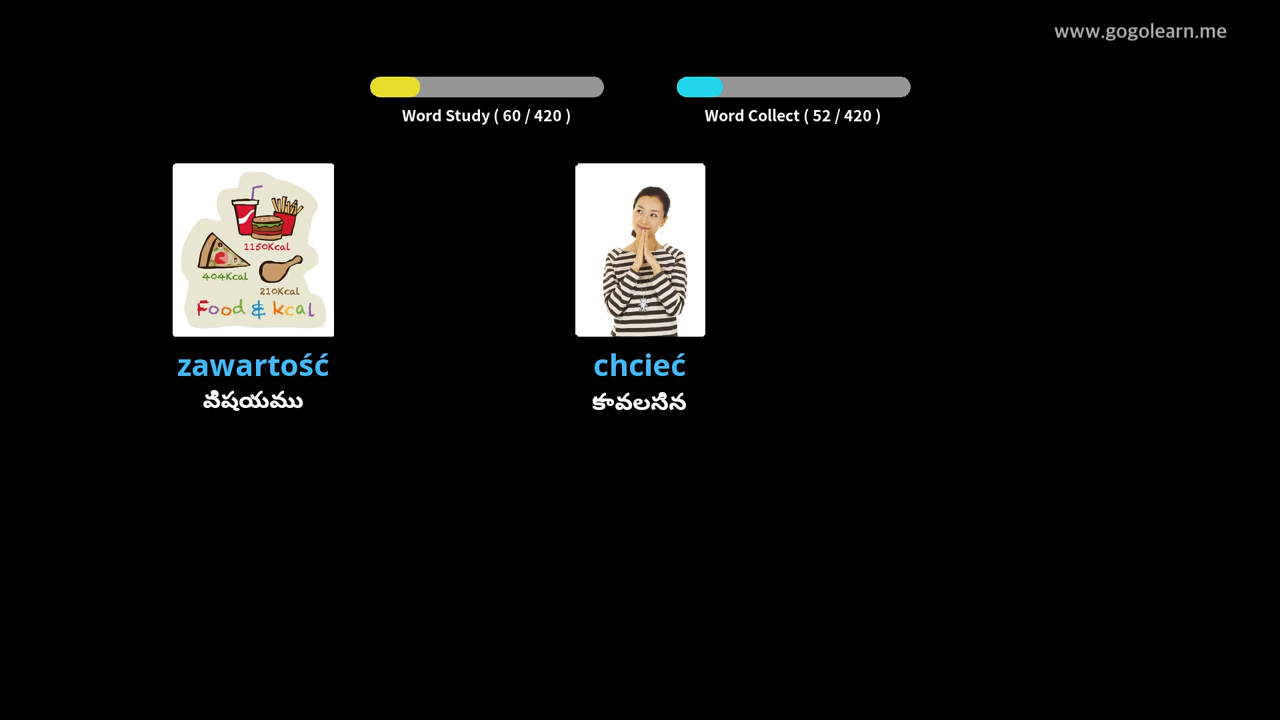 www.gogolearn.me
Word Study ( 60 / 420 )
Word Collect ( 52 / 420 )
1150Kcal
404Kcal
210Kcal
Food & kcal
zawartość
chcieć
విషయము
కావలసిన